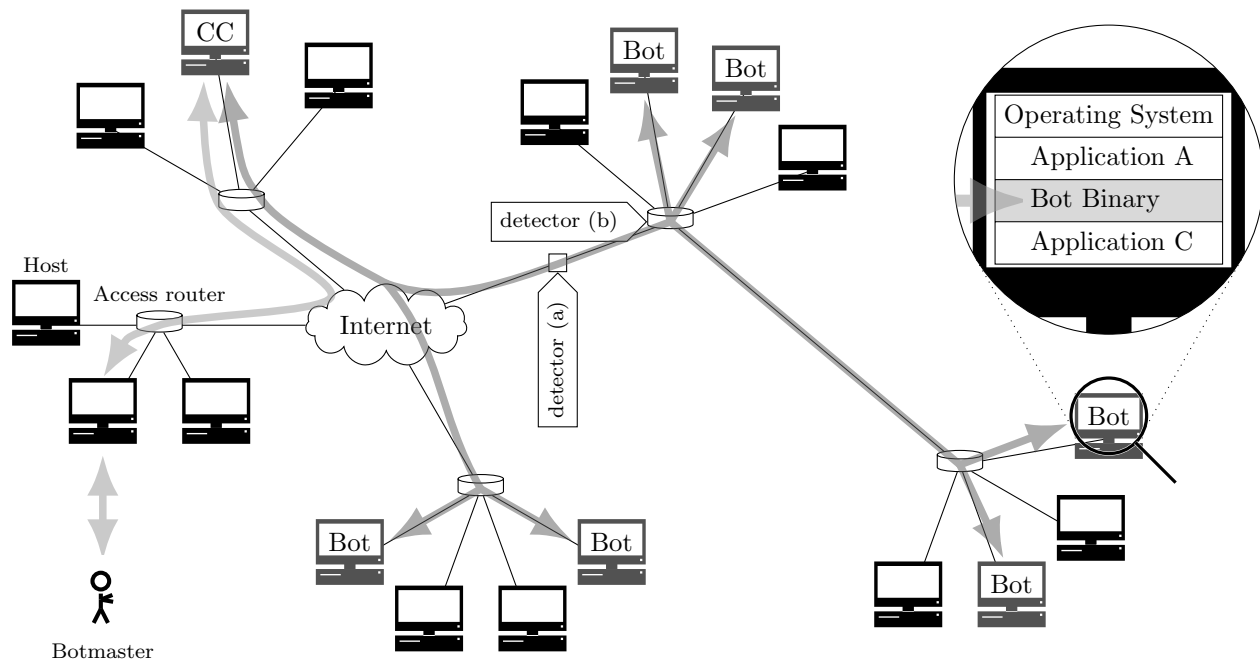 CC
Bot
Bot
Operating System
Application A
Bot Binary
Application C
detector (b)
Host
Access router
Internet
detector (a)
Bot
Bot
Bot
Bot
Botmaster